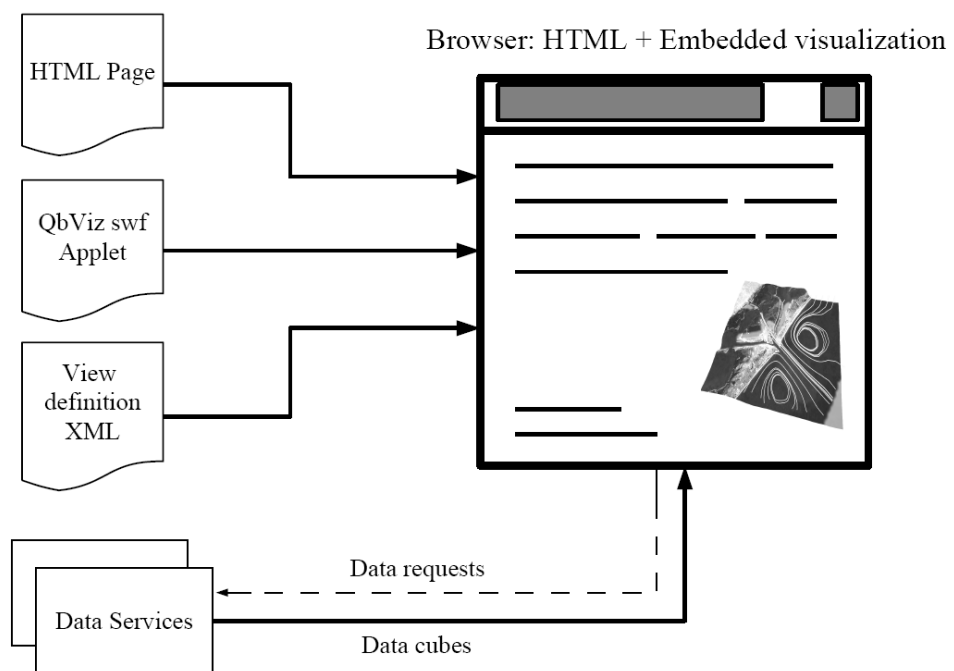 Browser: HTML + Embedded visualization
HTML Page
QbViz swf
Applet
View
definition
XML
Data requests
Data Services
Data cubes